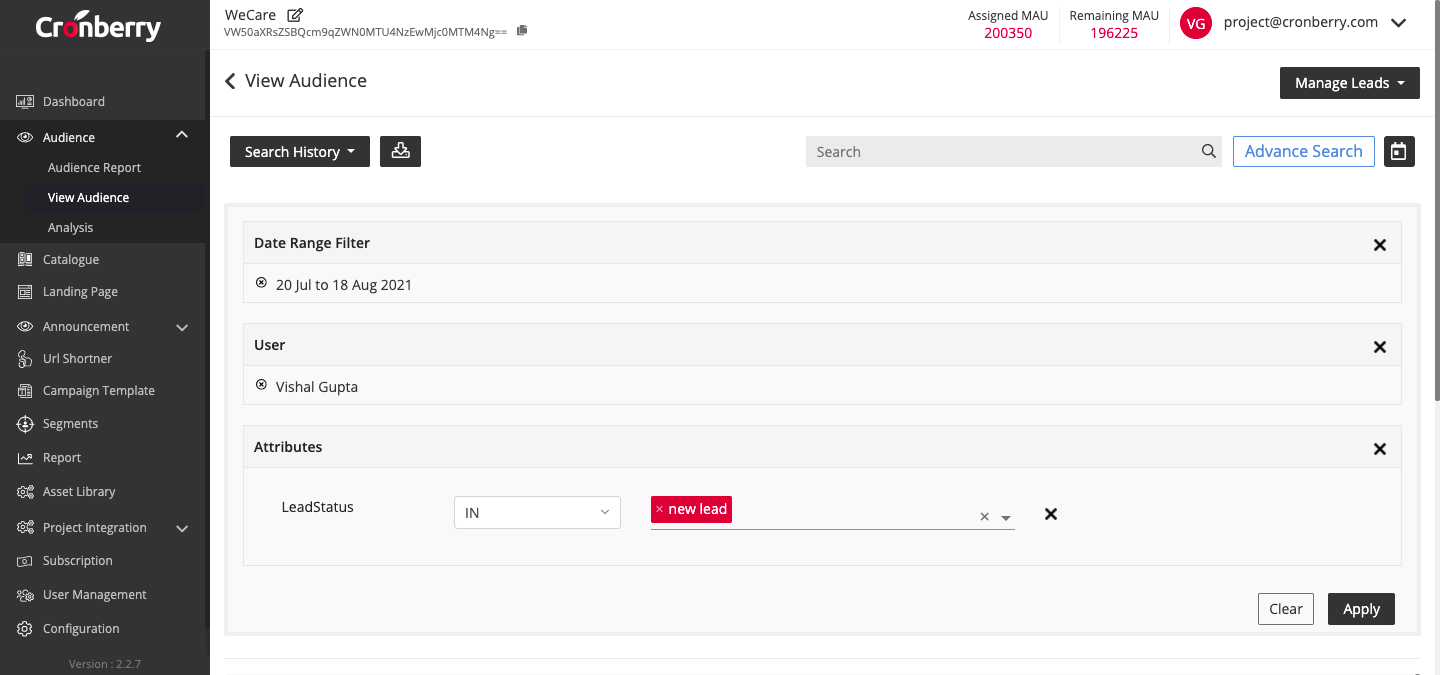 Cronberry
WeCare
VW50aXRsZSBQcm9qZWN0MTU4NzEwMjc0MTM4Ng==
Assigned MAU
200350
Remaining MAU
196225
VG
project@cronberry.com
View Audience
Manage Leads
Dashboard
Audience
Audience Report
View Audience
Analysis
Catalogue
Landing Page
Announcement
Url Shortner
Campaign Template
Segments
Report
Asset Library
Project Integration
Subscription
User Management
Configuration
Version : 2.2.7
Search History
Search
Advance Search
Date Range Filter
20 Jul to 18 Aug 2021
User
Vishal Gupta
Attributes
LeadStatus
IN
× new lead
Clear
Apply